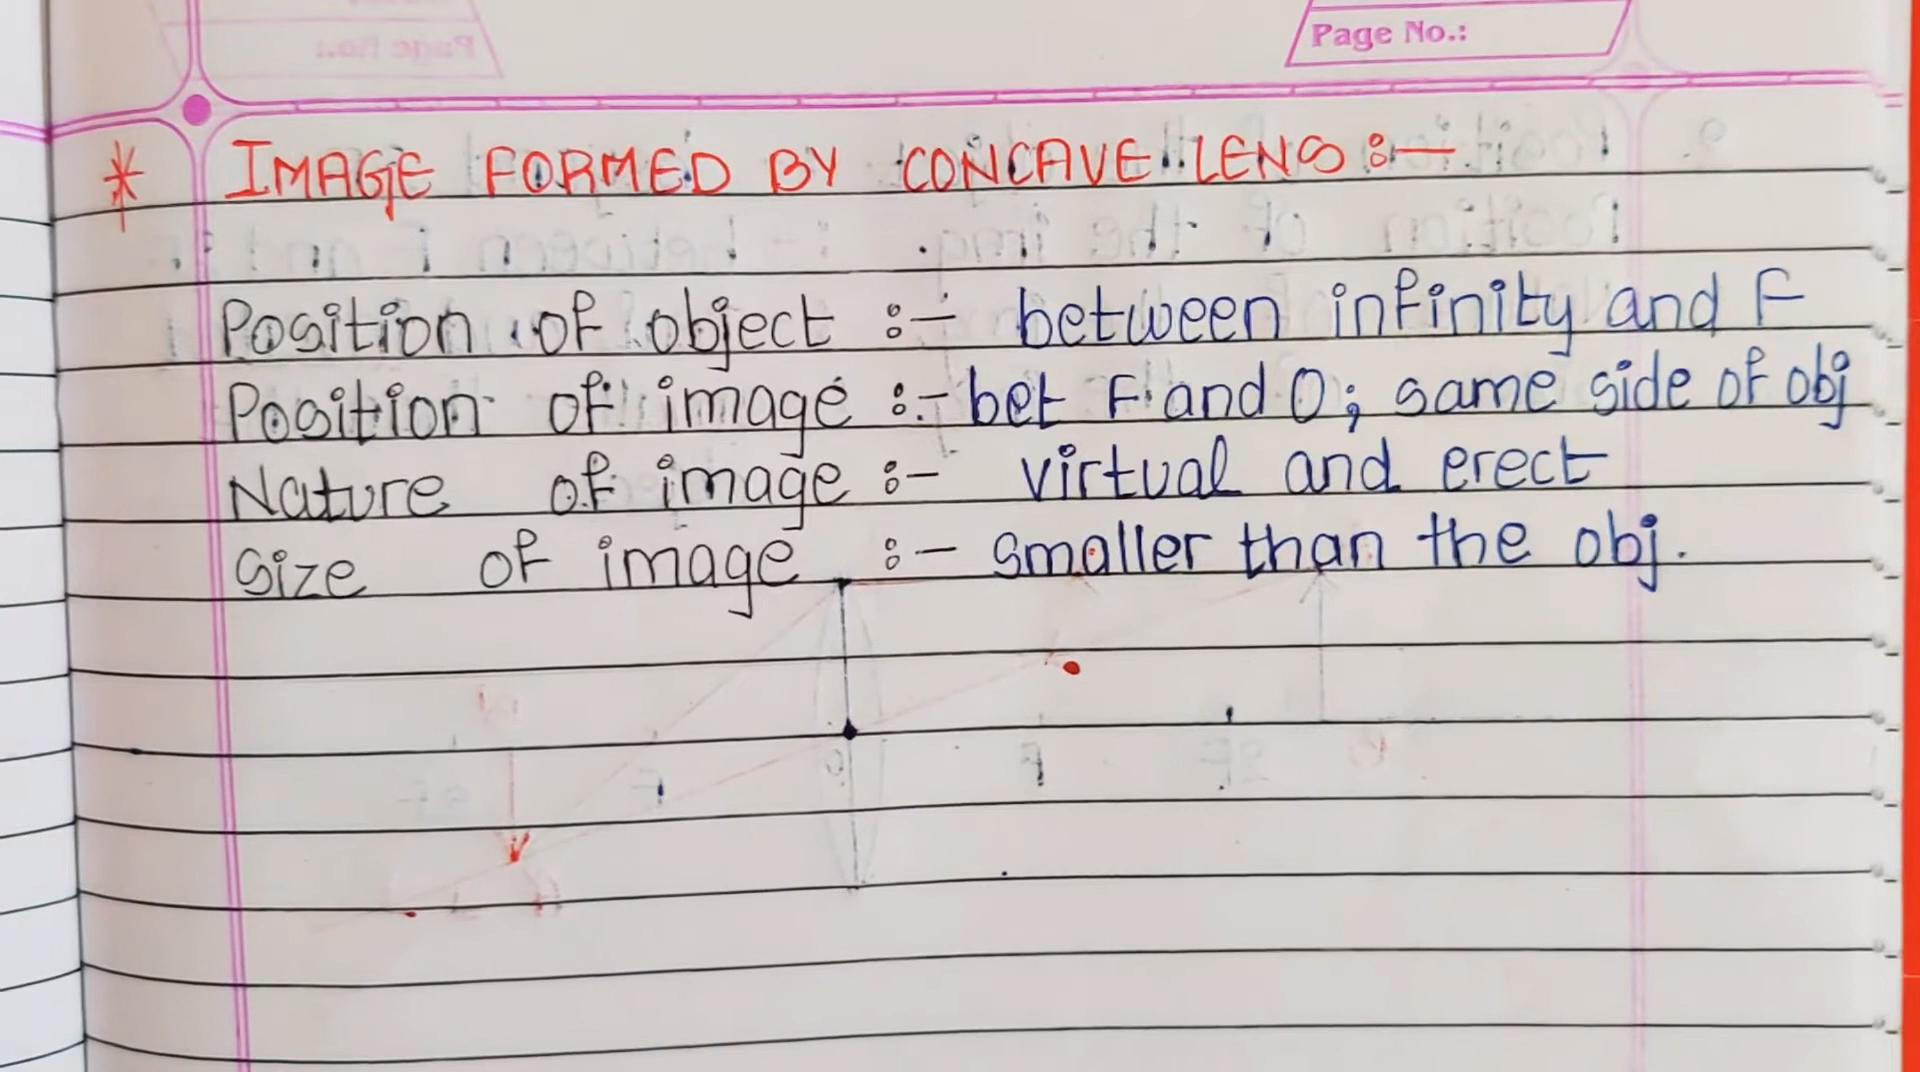 Page No.:
* IMAGE FORMED BY CONCAVE LENS :-
Position of object :- between infinity and F
Position of image :- bet F and O; same side of obj
Nature of image :- virtual and erect
Size of image :- smaller than the obj.